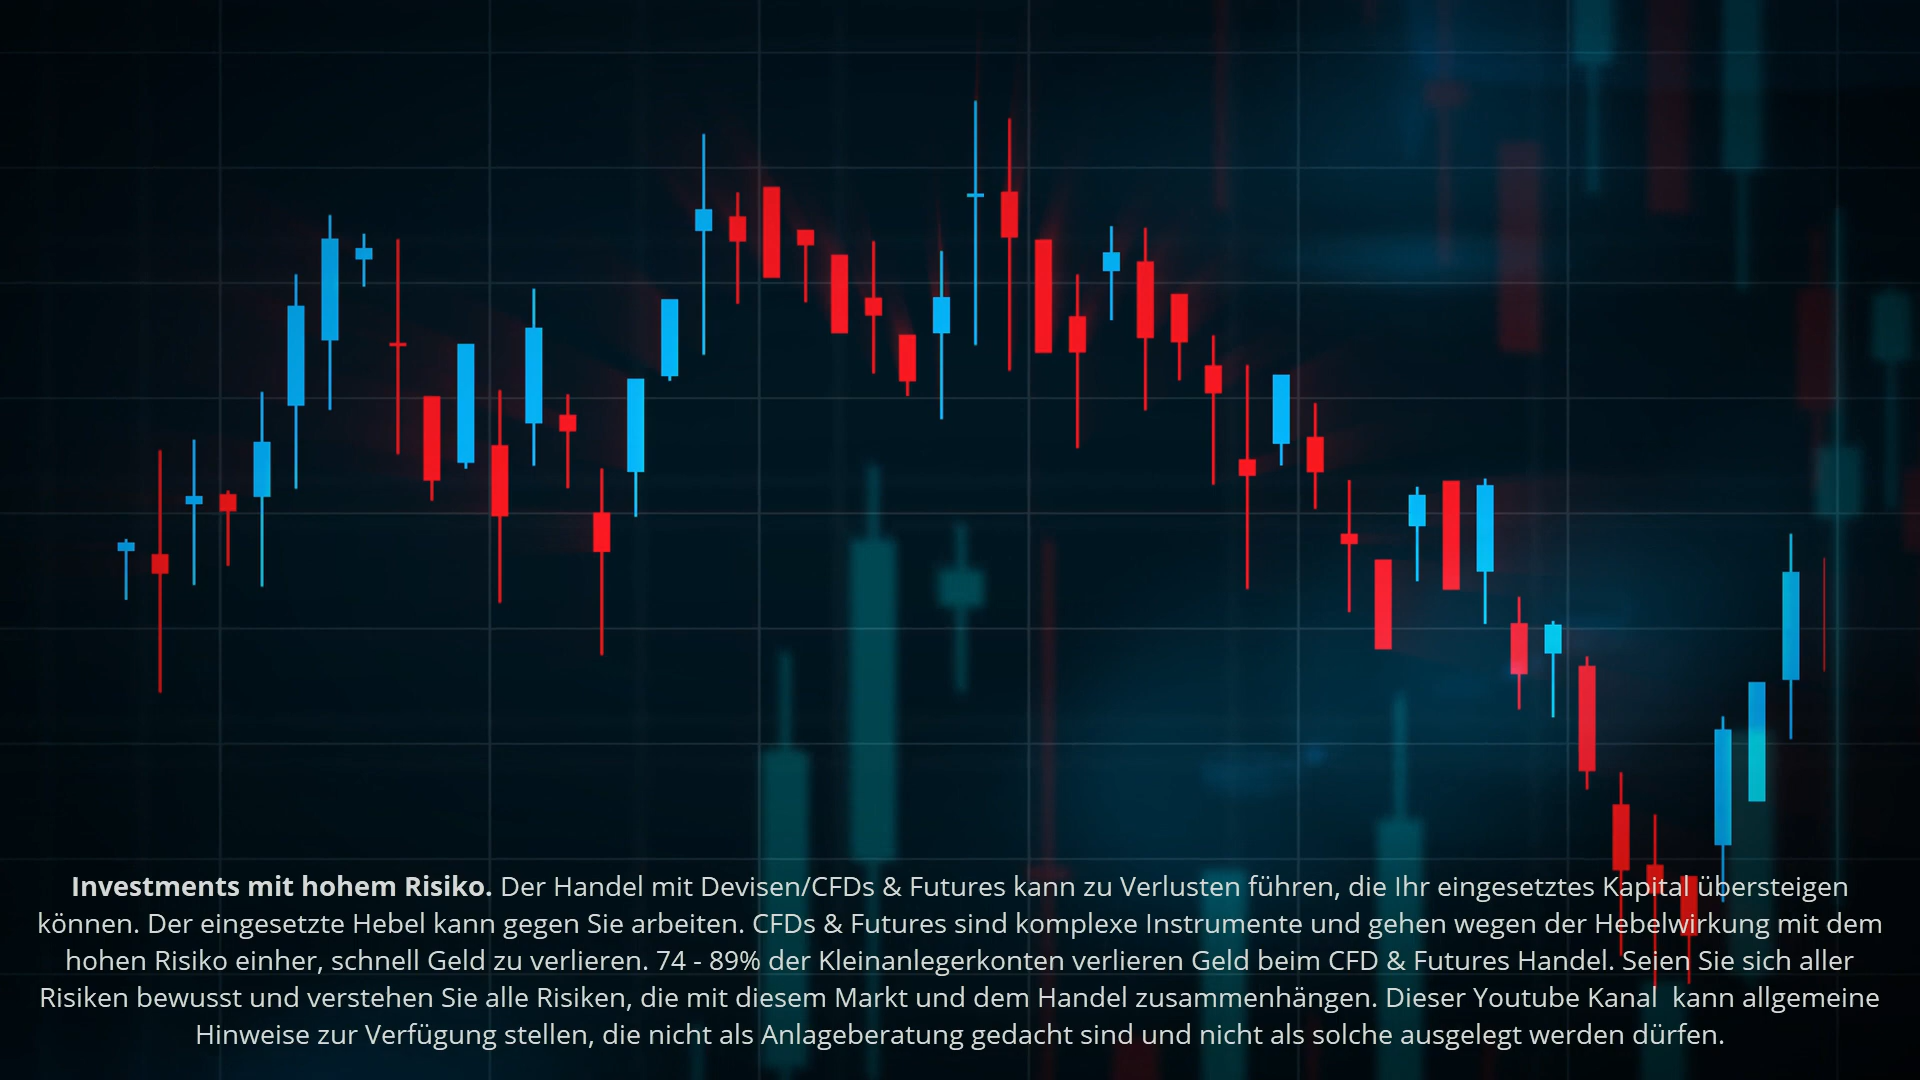 Investments mit hohem Risiko. Der Handel mit Devisen/CFDs & Futures kann zu Verlusten führen, die Ihr eingesetztes Kapital übersteigen
können. Der eingesetzte Hebel kann gegen Sie arbeiten. CFDs & Futures sind komplexe Instrumente und gehen wegen der Hebelwirkung mit dem
hohen Risiko einher, schnell Geld zu verlieren. 74 - 89% der Kleinanlegerkonten verlieren Geld beim CFD & Futures Handel. Seien Sie sich aller
Risiken bewusst und verstehen Sie alle Risiken, die mit diesem Markt und dem Handel zusammenhängen. Dieser Youtube Kanal  kann allgemeine
Hinweise zur Verfügung stellen, die nicht als Anlageberatung gedacht sind und nicht als solche ausgelegt werden dürfen.